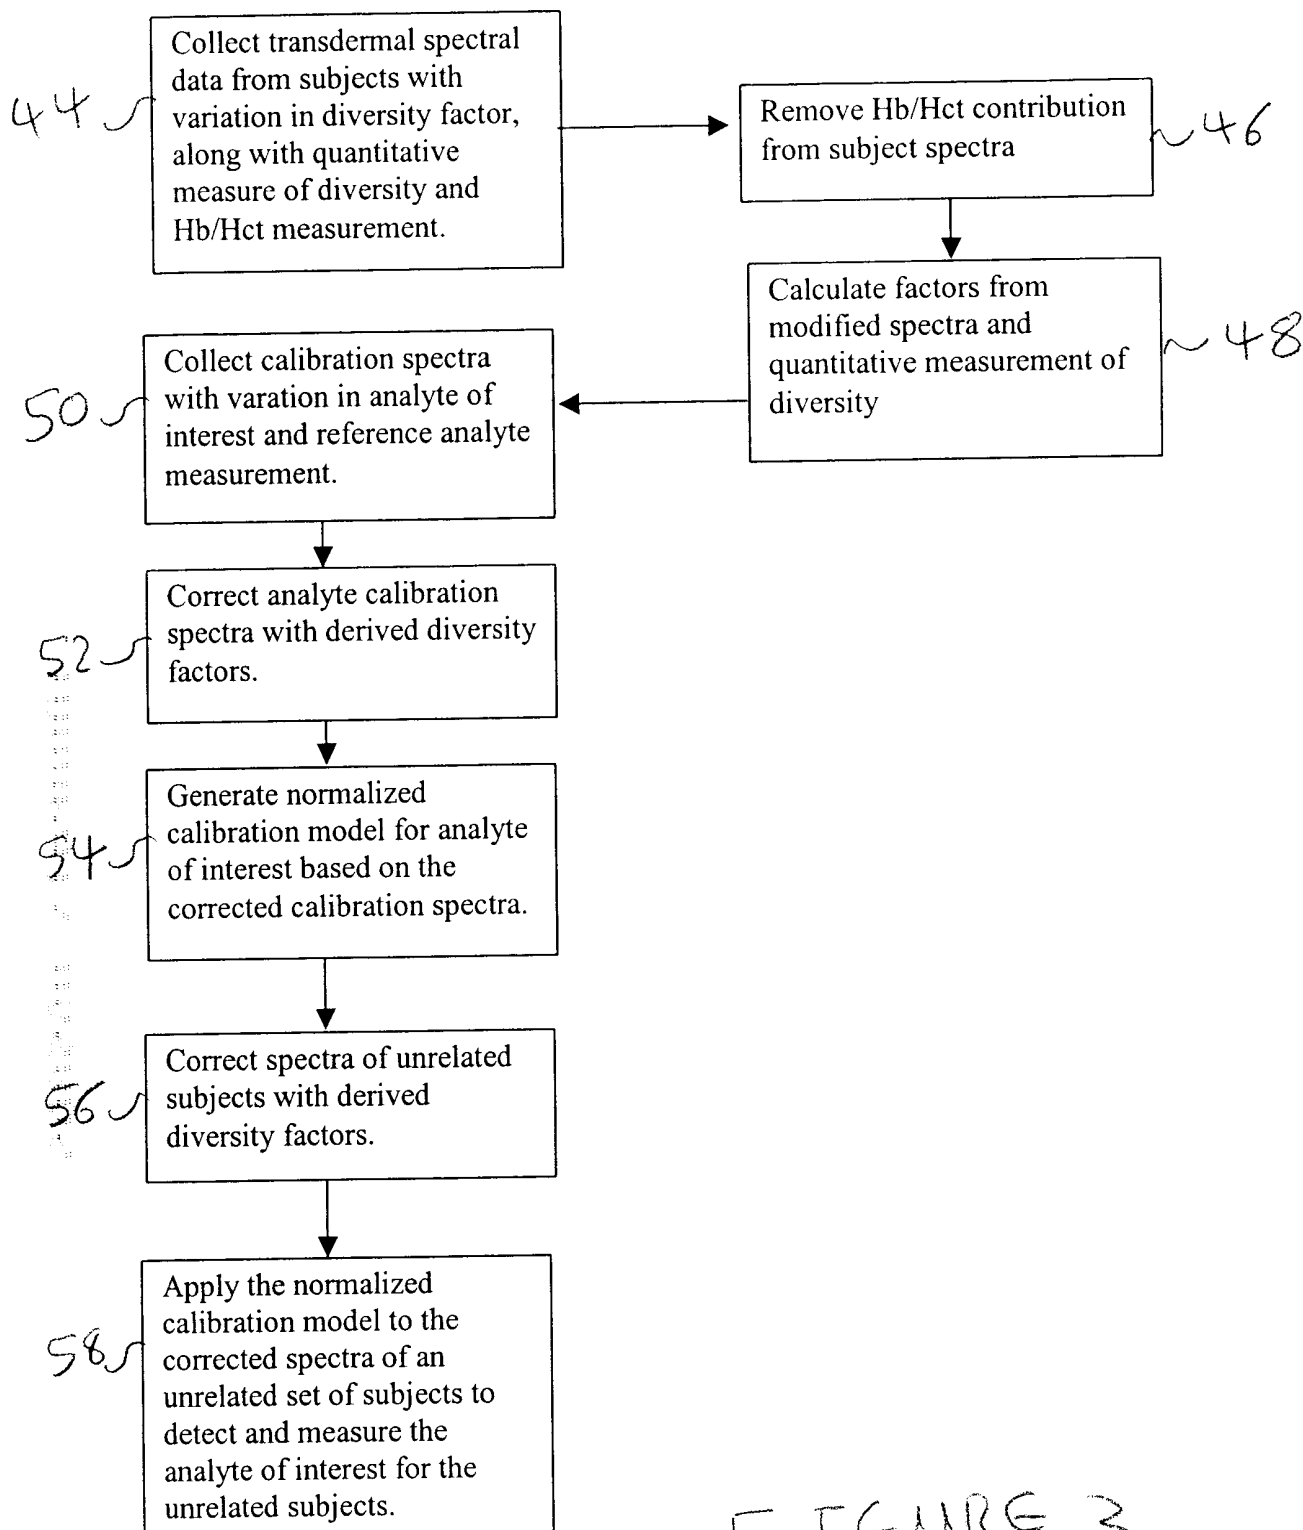 44
Collect transdermal spectral
data from subjects with
variation in diversity factor,
along with quantitative
measure of diversity and
Hb/Hct measurement.
Remove Hb/Hct contribution
from subject spectra
46
Calculate factors from
modified spectra and
quantitative measurement of
diversity
48
50
Collect calibration spectra
with varation in analyte of
interest and reference analyte
measurement.
52
Correct analyte calibration
spectra with derived diversity
factors.
54
Generate normalized
calibration model for analyte
of interest based on the
corrected calibration spectra.
56
Correct spectra of unrelated
subjects with derived
diversity factors.
58
Apply the normalized
calibration model to the
corrected spectra of an
unrelated set of subjects to
detect and measure the
analyte of interest for the
unrelated subjects.
FIGURE 3